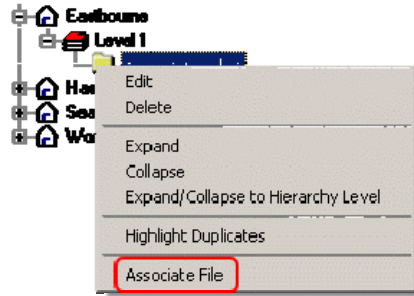 Eastbourne
Level 1
Edit
Delete
Expand
Collapse
Expand/Collapse to Hierarchy Level
Highlight Duplicates
Associate File